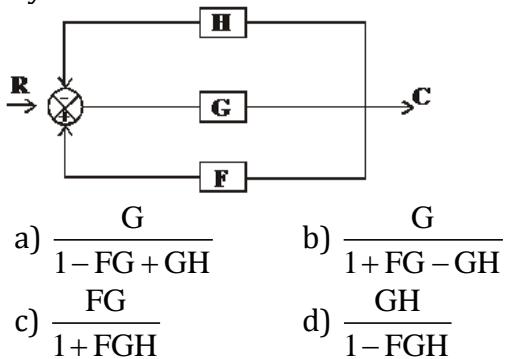 H
R
-
+
G
C
F
a) G / (1 − FG + GH) b) G / (1 + FG − GH)
c) FG / (1 + FGH) d) GH / (1 − FGH)